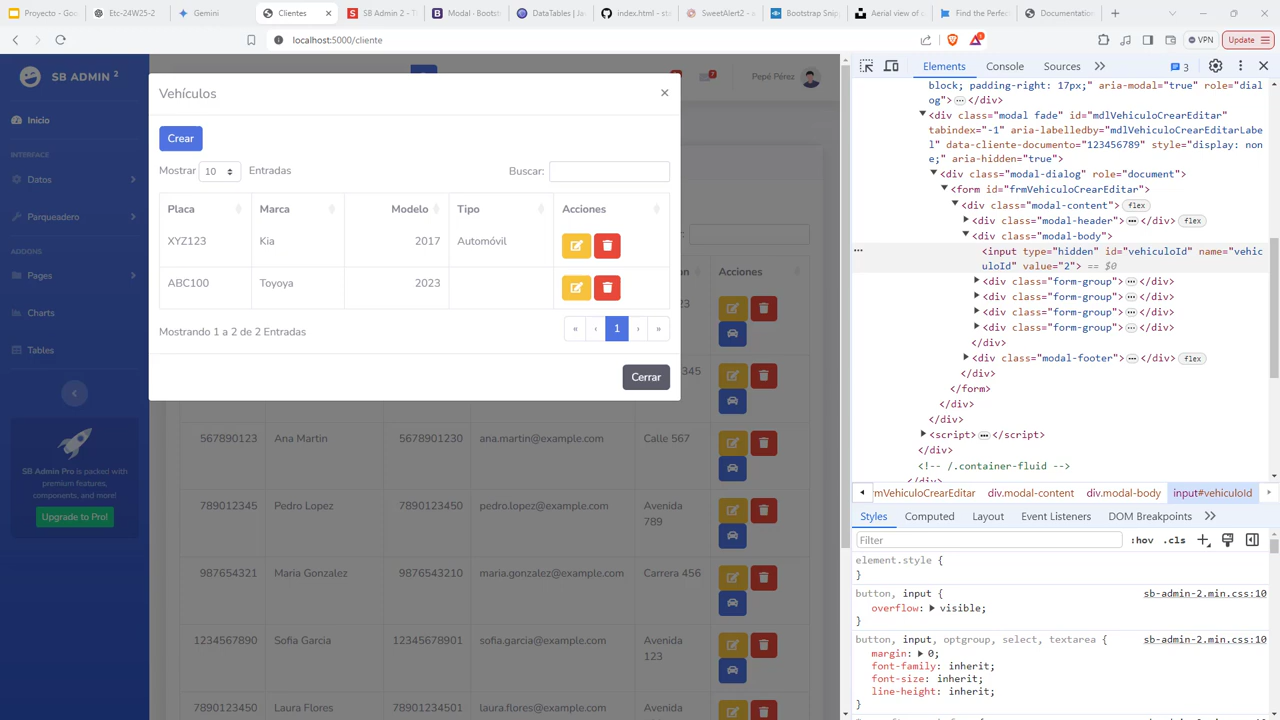 Proyecto - Goo
Etc-24W25-2
Gemini
Clientes
SB Admin 2 - T
Modal · Bootst
DataTables | Ja
index.html - st
SweetAlert2 - a
Bootstrap Snip
Aerial view of c
Find the Perfe
Documentation
localhost:5000/cliente
VPN
Update
SB ADMIN 2
Inicio
INTERFACE
Datos
Parqueadero
ADDONS
Pages
Charts
Tables
SB Admin Pro is packed with
premium features,
components, and more!
Upgrade to Pro!
7
Pepé Pérez
Vehículos
×
Crear
Mostrar 10 Entradas
Buscar:
Placa Marca Modelo Tipo Acciones
XYZ123 Kia 2017 Automóvil
ABC100 Toyoya 2023
Mostrando 1 a 2 de 2 Entradas
« ‹ 1 › »
Cerrar
Acciones
567890123 Ana Martin 5678901230 ana.martin@example.com Calle 567
789012345 Pedro Lopez 7890123450 pedro.lopez@example.com Avenida
789
987654321 Maria Gonzalez 9876543210 maria.gonzalez@example.com Carrera 456
1234567890 Sofia Garcia 12345678901 sofia.garcia@example.com Avenida
123
7890123450 Laura Flores 78901234501 laura.flores@example.com Calle 890
Elements Console Sources 3
block; padding-right: 17px;" aria-modal="true" role="dial
og">…</div>
<div class="modal fade" id="mdlVehiculoCrearEditar"
tabindex="-1" aria-labelledby="mdlVehiculoCrearEditarLabe
l" data-cliente-documento="123456789" style="display: non
e;" aria-hidden="true">
<div class="modal-dialog" role="document">
<form id="frmVehiculoCrearEditar">
<div class="modal-content"> flex
<div class="modal-header">…</div> flex
<div class="modal-body">
<input type="hidden" id="vehiculoId" name="vehic
uloId" value="2"> == $0
<div class="form-group">…</div>
<div class="form-group">…</div>
<div class="form-group">…</div>
<div class="form-group">…</div>
</div>
<div class="modal-footer">…</div> flex
</div>
</form>
</div>
</div>
<script>…</script>
</div>
<!-- /.container-fluid -->
</div>
mVehiculoCrearEditar div.modal-content div.modal-body input#vehiculoId
Styles Computed Layout Event Listeners DOM Breakpoints
Filter :hov .cls
element.style {
}
button, input { sb-admin-2.min.css:10
overflow: visible;
}
button, input, optgroup, select, textarea { sb-admin-2.min.css:10
margin: 0;
font-family: inherit;
font-size: inherit;
line-height: inherit;
}